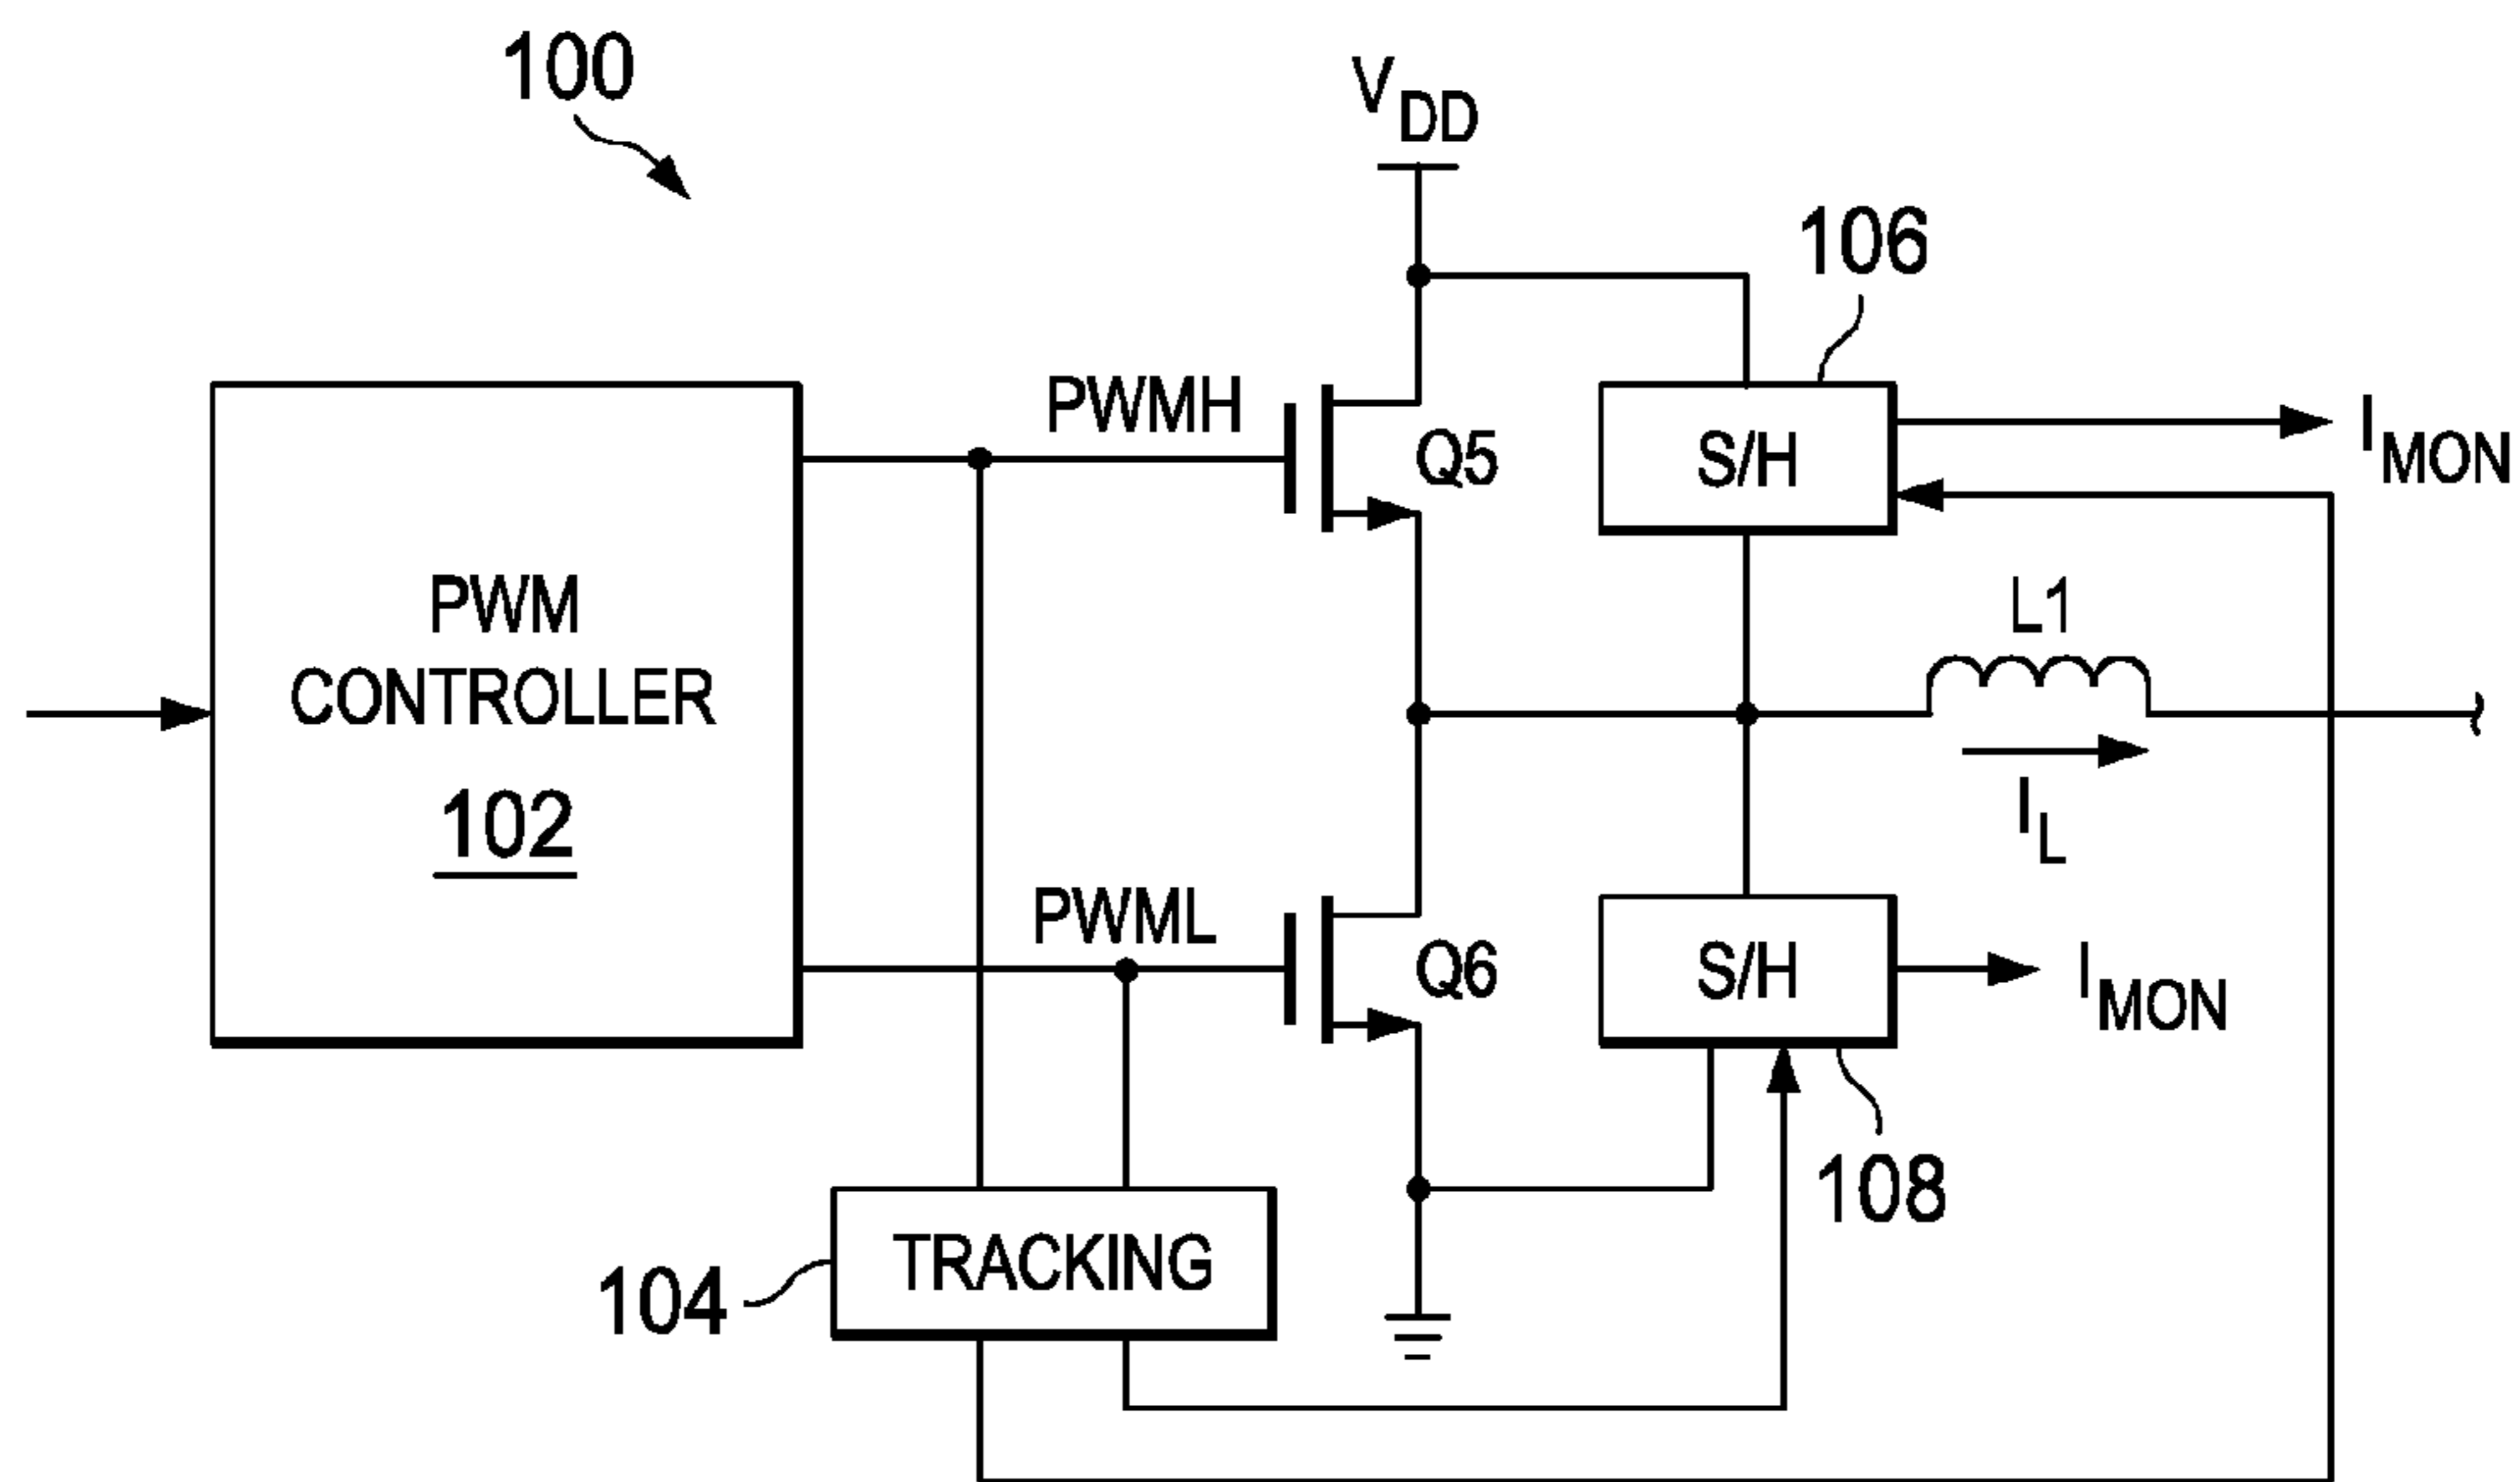 100
VDD
106
PWMH
Q5
S/H
IMON
PWM
CONTROLLER
102
L1
IL
PWML
Q6
S/H
IMON
108
TRACKING
104